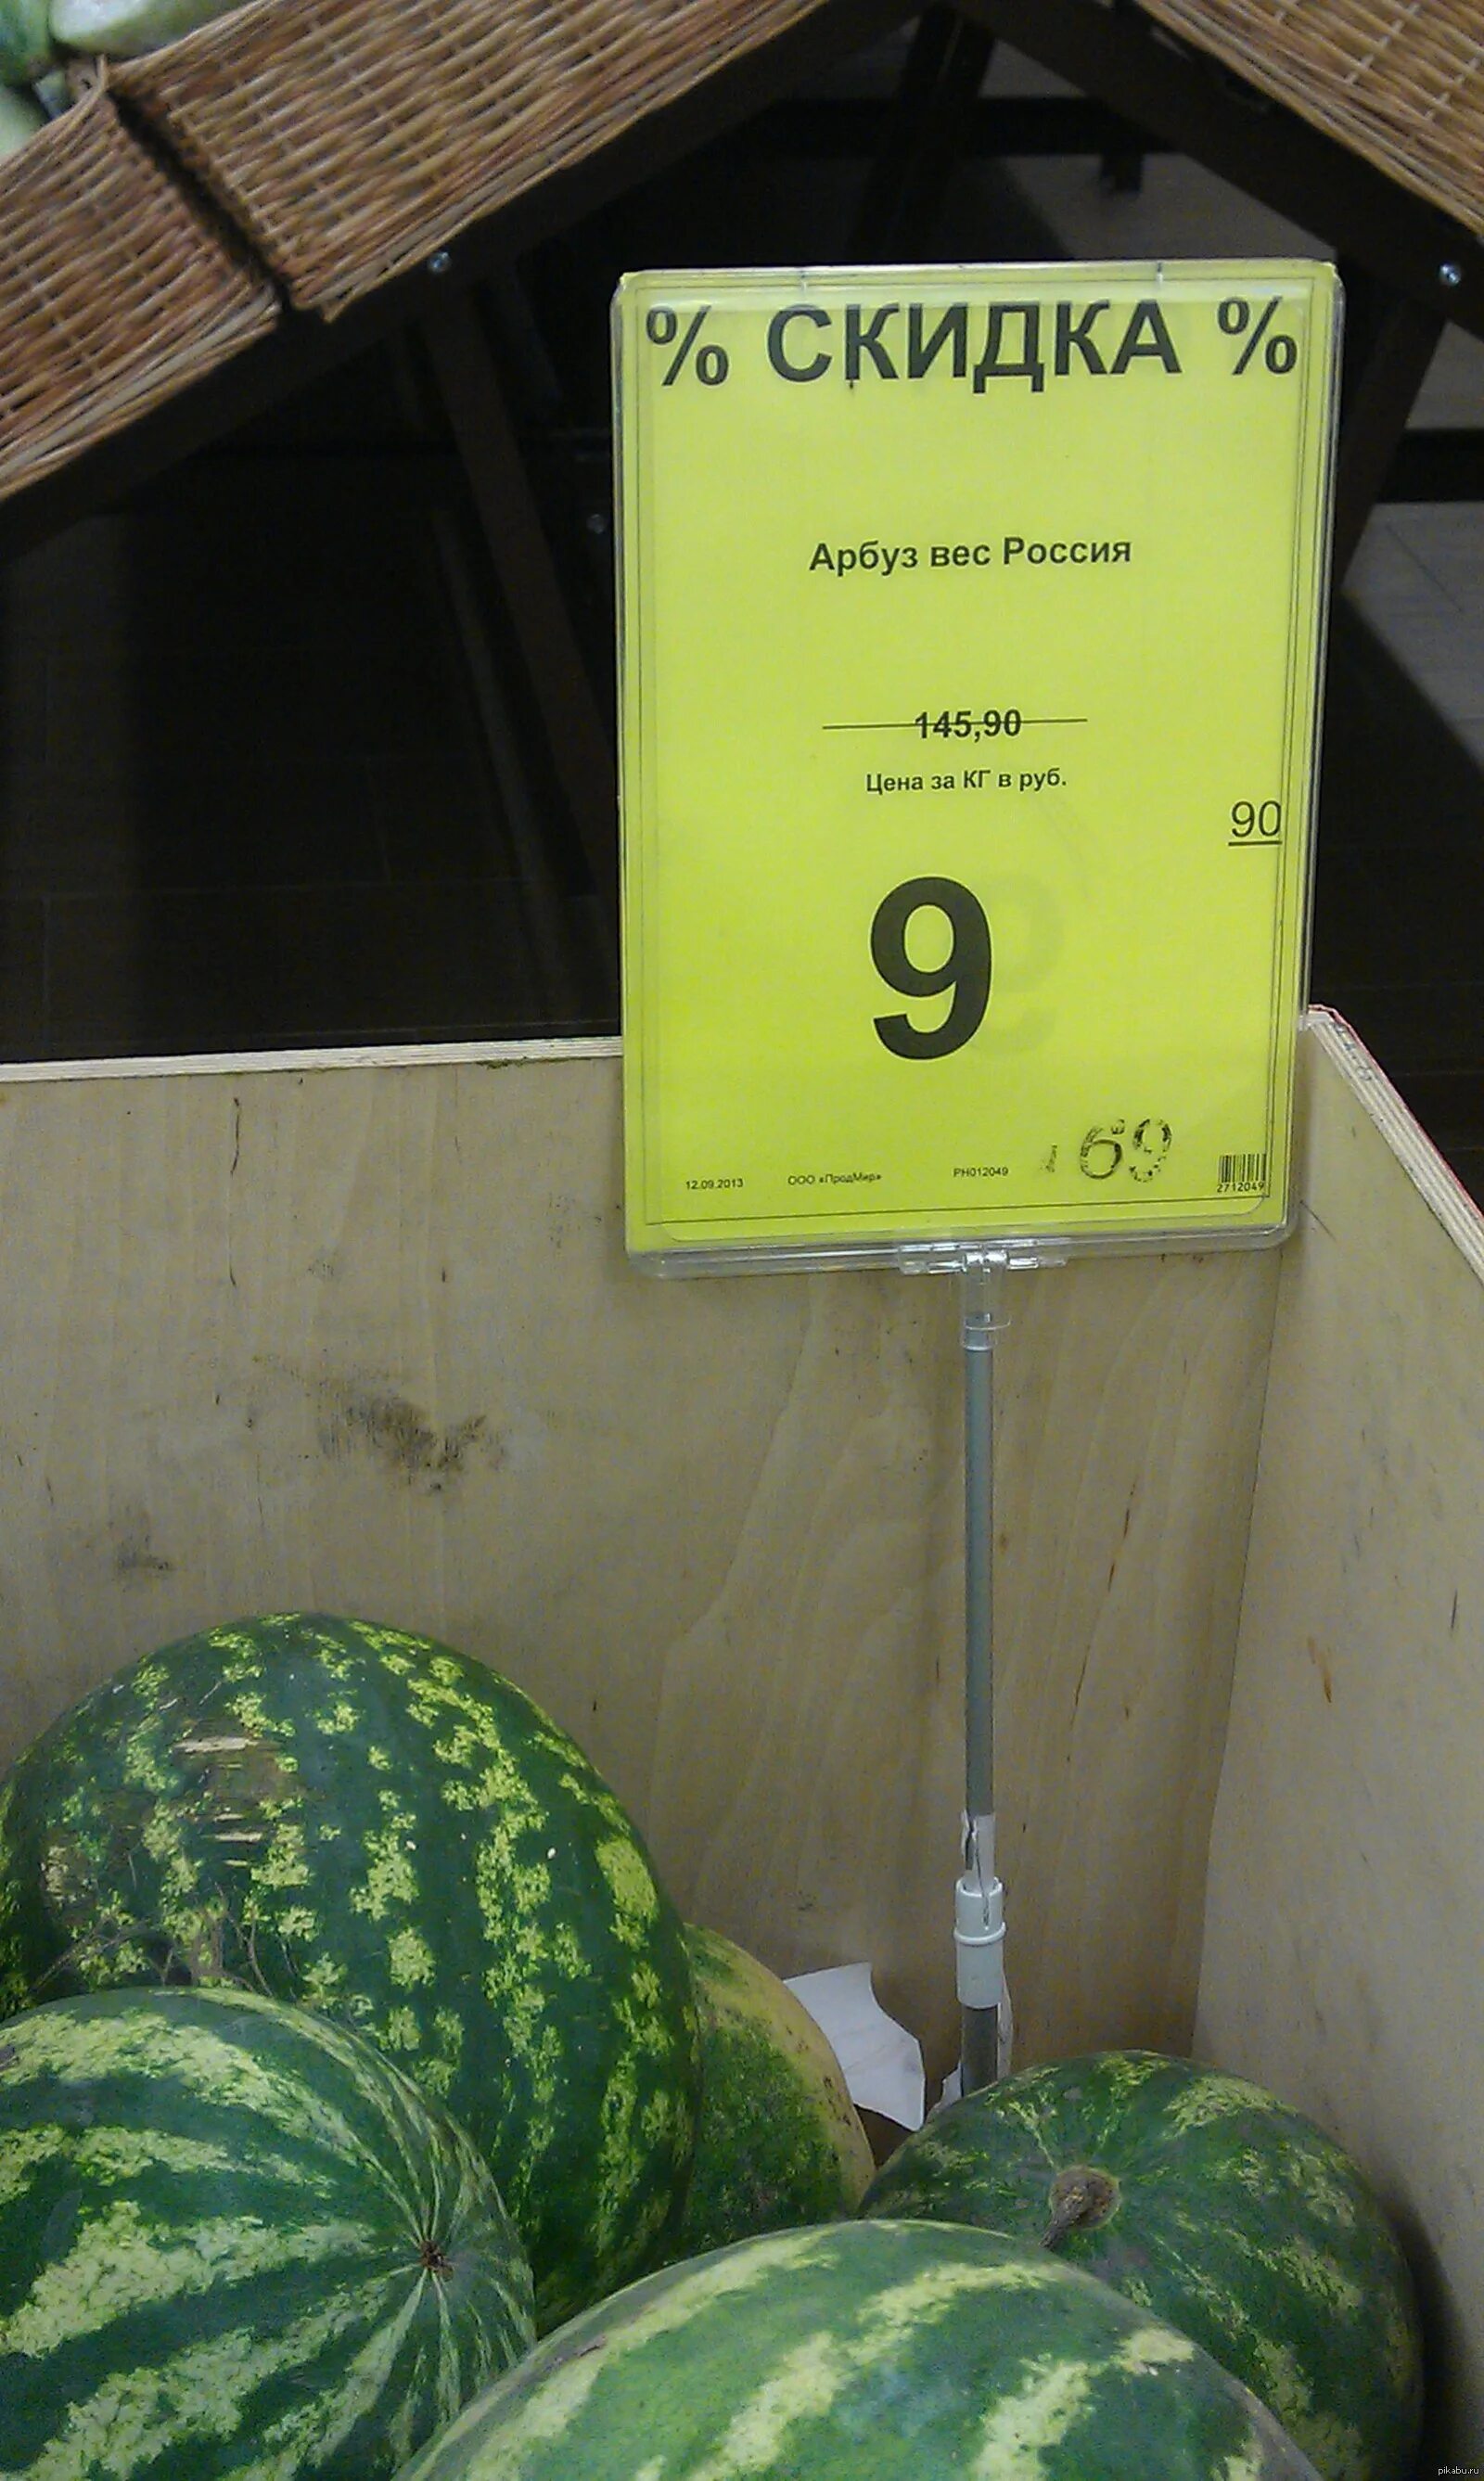 % СКИДКА %
Арбуз вес Россия
145,90
Цена за КГ в руб.
90
9
69
12.09.2013 ООО «ПродМир» РН012049
2712049
pikabu.ru